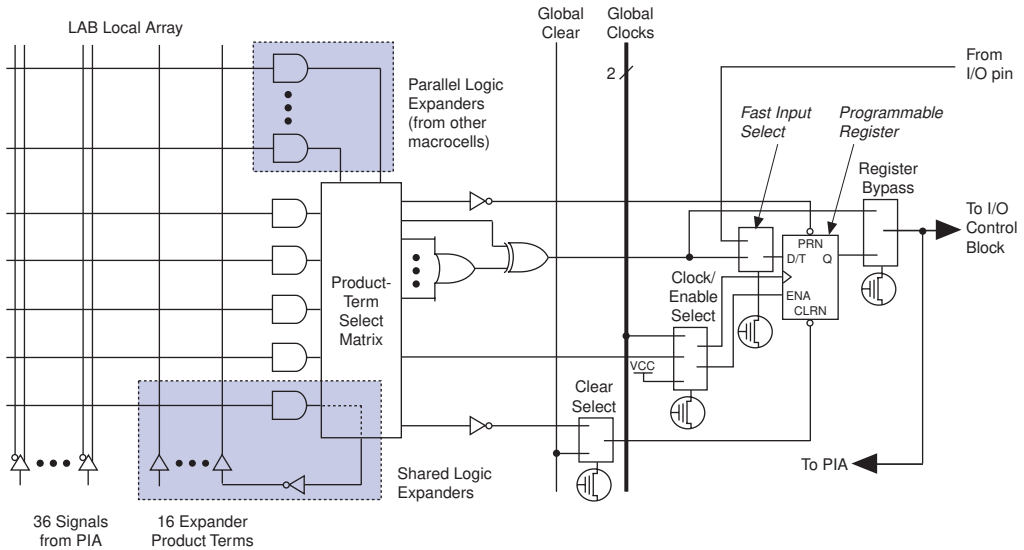 LAB Local Array
Global
Clear
Global
Clocks
2
From
I/O pin
Parallel Logic
Expanders
(from other
macrocells)
Fast Input
Select
Programmable
Register
Register
Bypass
To I/O
Control
Block
PRN
D/T Q
ENA
CLRN
Product-
Term
Select
Matrix
Clock/
Enable
Select
VCC
Clear
Select
To PIA
Shared Logic
Expanders
36 Signals
from PIA
16 Expander
Product Terms